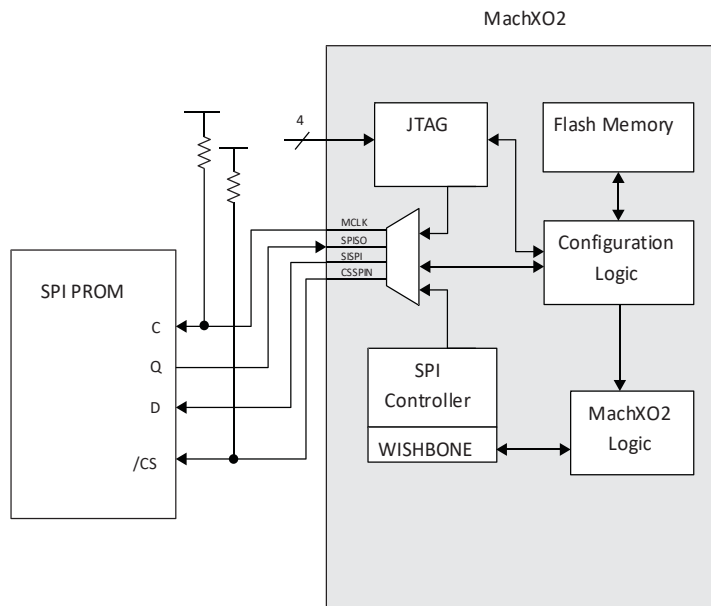 MachXO2
4
JTAG
Flash Memory
MCLK
SPISO
SISPI
CSSPIN
Configuration
Logic
SPI PROM
C
Q
D
/CS
SPI
Controller
WISHBONE
MachXO2
Logic